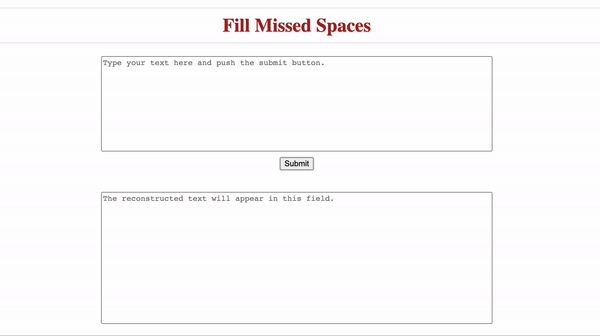 Fill Missed Spaces
Type your text here and push the submit button.
Submit
The reconstructed text will appear in this field.